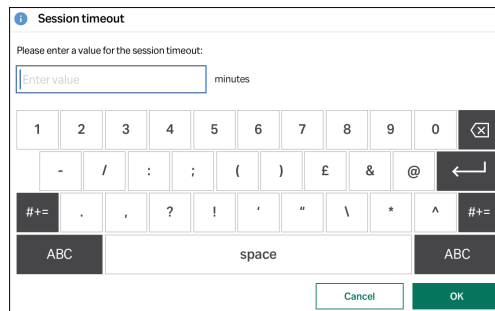 Session timeout
Please enter a value for the session timeout:
Enter value minutes
1 2 3 4 5 6 7 8 9 0
- / : ; ( ) £ & @
#+= . , ? ! ‘ “ \ * ^ #+=
ABC space ABC
Cancel OK